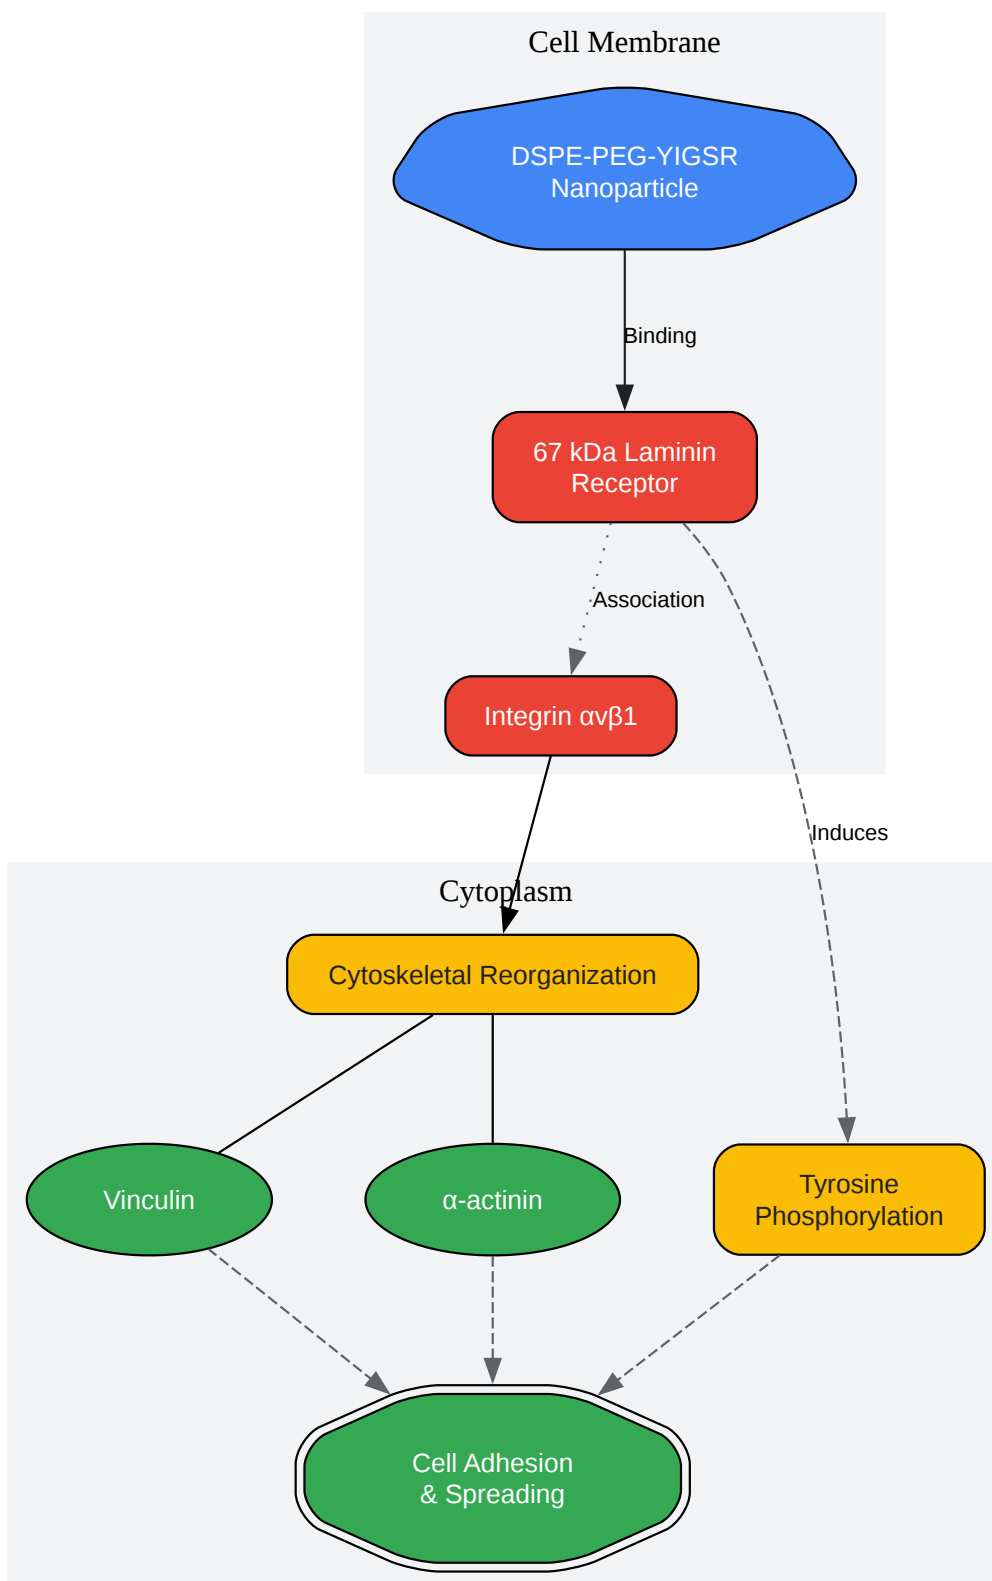 Cell Membrane
DSPE-PEG-YIGSR
Nanoparticle
Binding
67 kDa Laminin
Receptor
Association
Integrin αvβ1
Induces
Cytoplasm
Cytoskeletal Reorganization
Vinculin
α-actinin
Tyrosine
Phosphorylation
Cell Adhesion
& Spreading